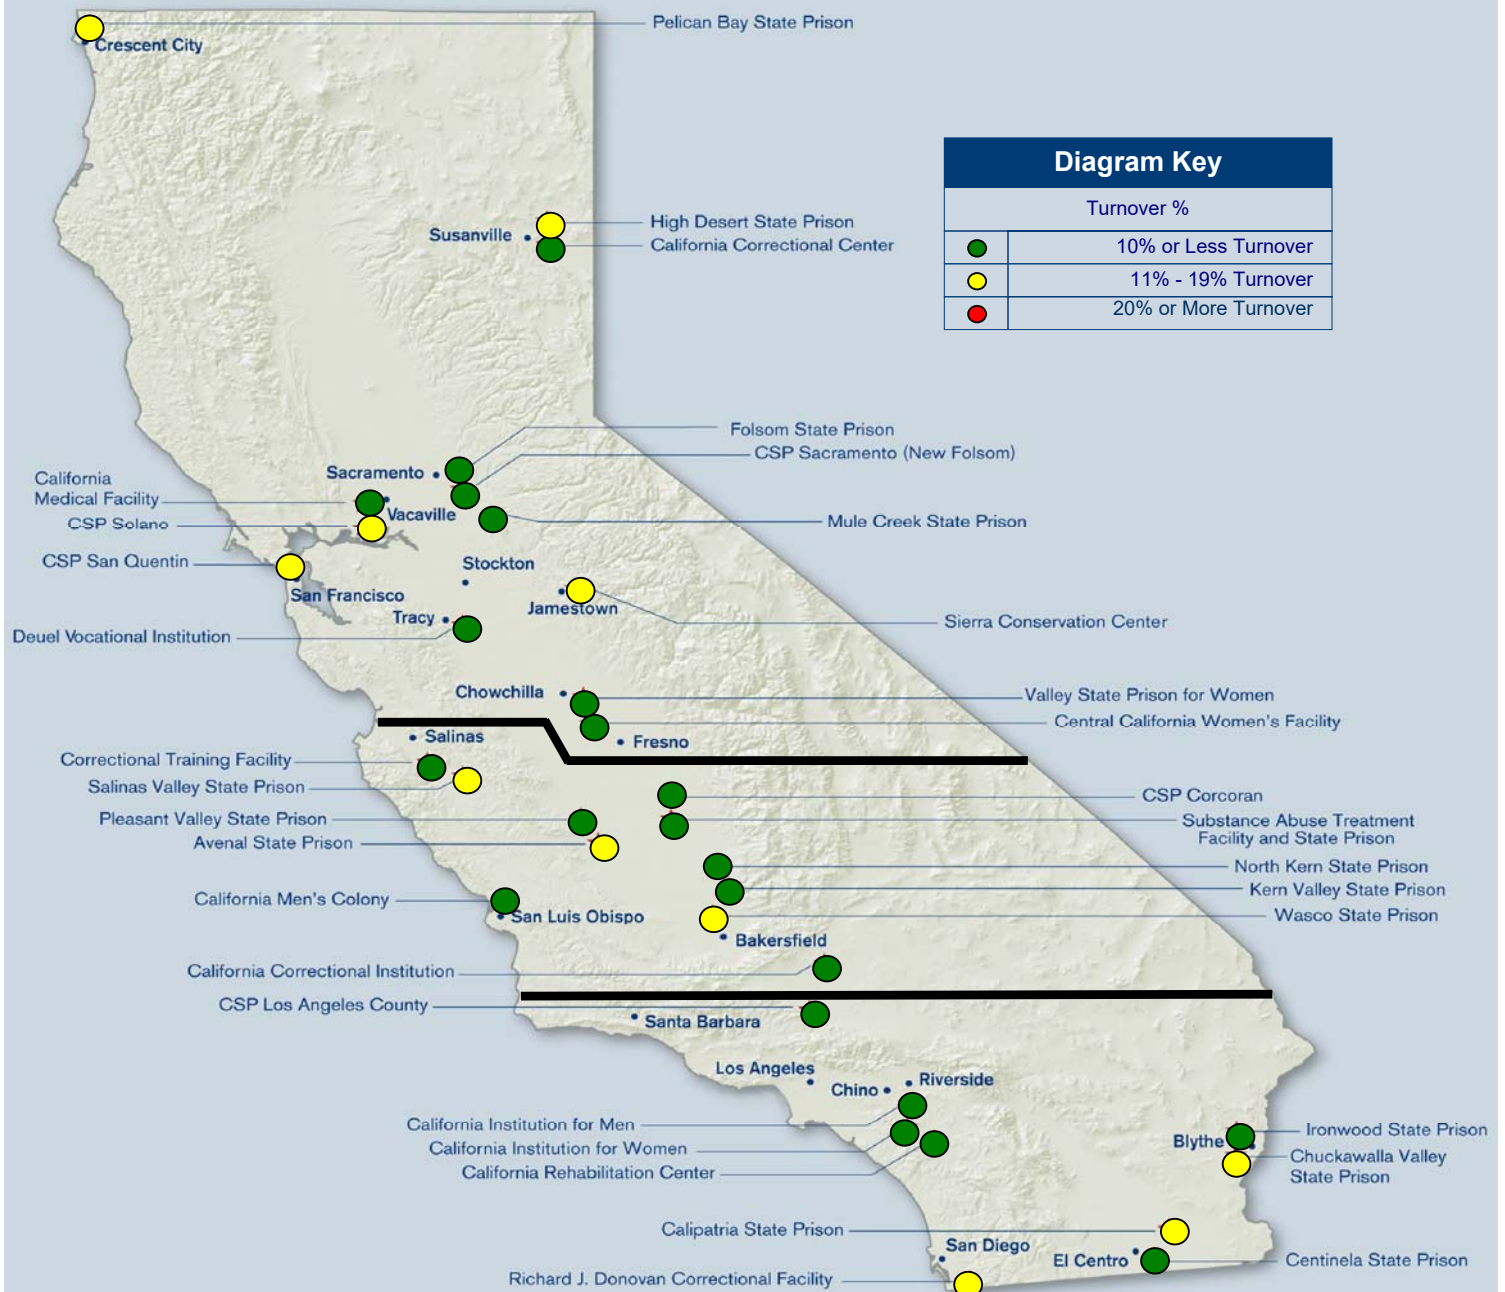 Pelican Bay State Prison
Crescent City
Diagram Key
Turnover %
10% or Less Turnover
11% - 19% Turnover
20% or More Turnover
High Desert State Prison
Susanville
California Correctional Center
Folsom State Prison
CSP Sacramento (New Folsom)
Sacramento
California
Medical Facility
Vacaville
CSP Solano
Mule Creek State Prison
CSP San Quentin
Stockton
San Francisco
Jamestown
Tracy
Sierra Conservation Center
Deuel Vocational Institution
Chowchilla
Valley State Prison for Women
Central California Women's Facility
Salinas
Fresno
Correctional Training Facility
Salinas Valley State Prison
CSP Corcoran
Pleasant Valley State Prison
Substance Abuse Treatment
Facility and State Prison
Avenal State Prison
North Kern State Prison
Kern Valley State Prison
California Men's Colony
San Luis Obispo
Wasco State Prison
Bakersfield
California Correctional Institution
CSP Los Angeles County
Santa Barbara
Los Angeles
Chino
Riverside
California Institution for Men
California Institution for Women
California Rehabilitation Center
Ironwood State Prison
Blythe
Chuckawalla Valley
State Prison
Calipatria State Prison
San Diego
El Centro
Centinela State Prison
Richard J. Donovan Correctional Facility